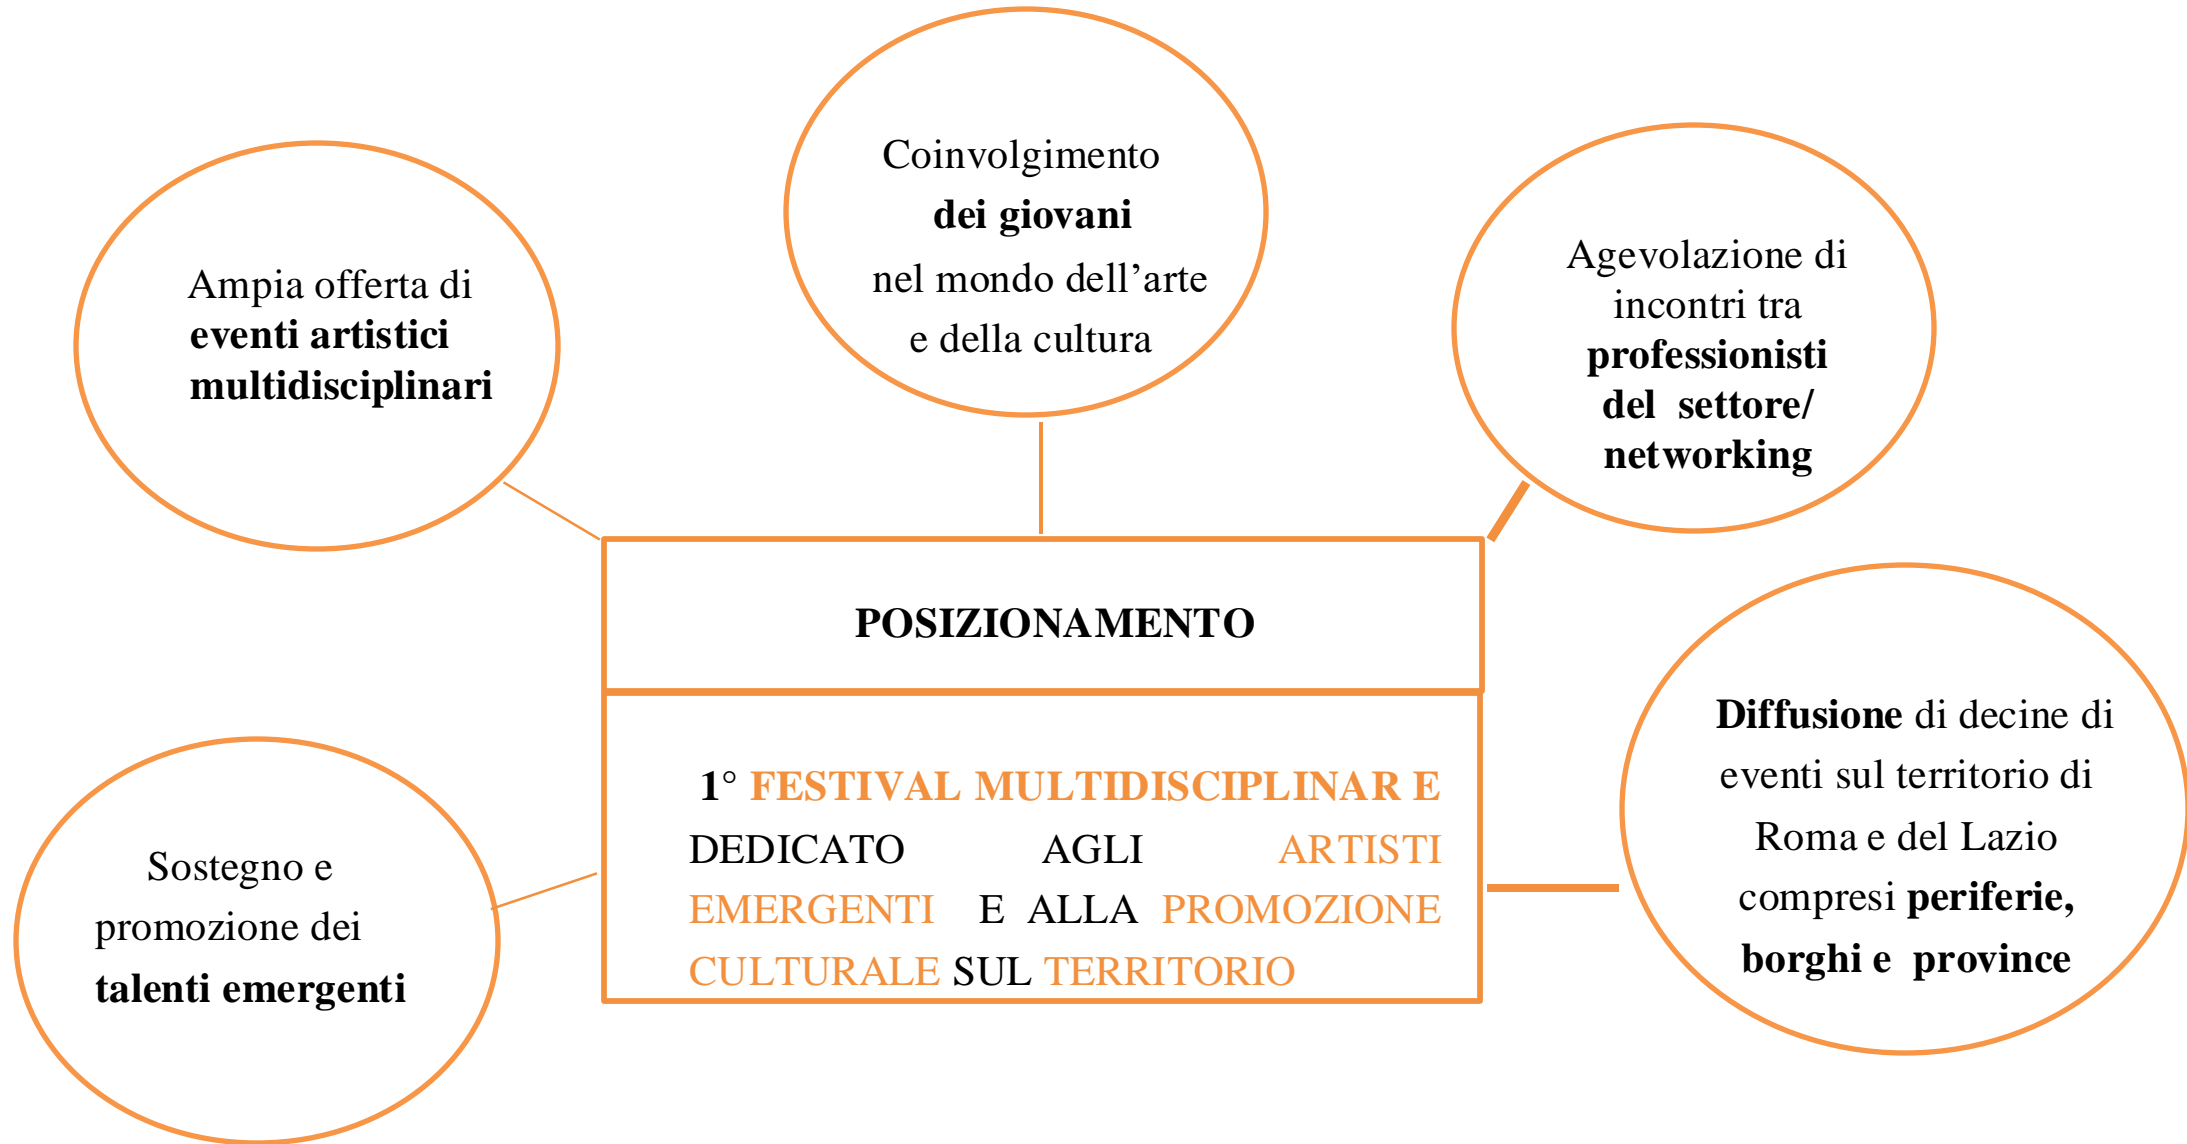 Coinvolgimento
dei giovani
nel mondo dell’arte
e della cultura
Ampia offerta di
eventi artistici
multidisciplinari
Agevolazione di
incontri tra
professionisti
del settore/
networking
POSIZIONAMENTO
1° FESTIVAL MULTIDISCIPLINAR E
DEDICATO AGLI ARTISTI
EMERGENTI E ALLA PROMOZIONE
CULTURALE SUL TERRITORIO
Diffusione di decine di
eventi sul territorio di
Roma e del Lazio
compresi periferie,
borghi e province
Sostegno e
promozione dei
talenti emergenti